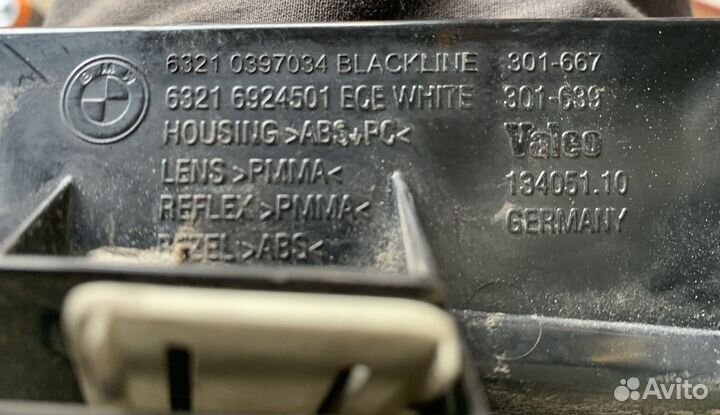 BMW
6321 0397034 BLACKLINE 301-667
6321 6924501 ECE WHITE 301-639
HOUSING >ABS+PC< Valeo
LENS >PMMA< 134051.10
REFLEX >PMMA< GERMANY
BEZEL >ABS<
Avito